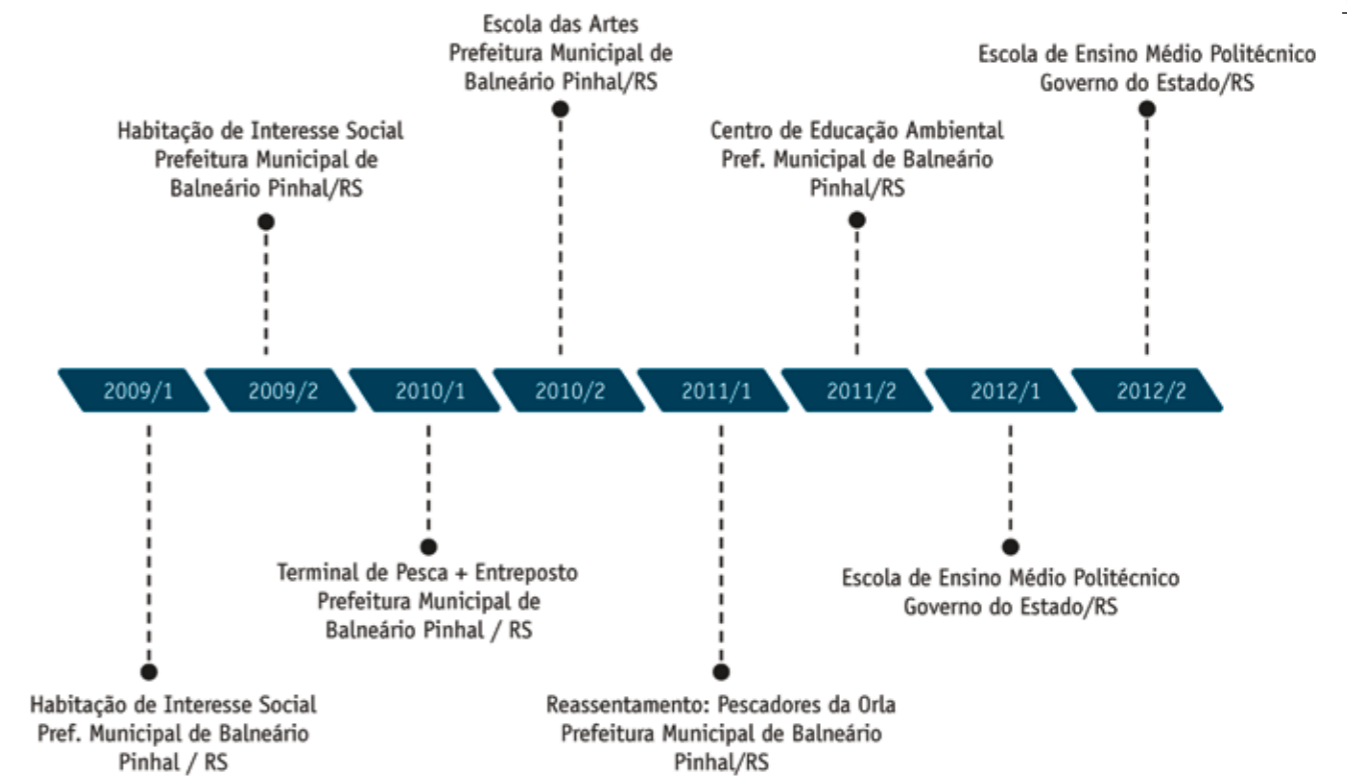 Escola das Artes
Prefeitura Municipal de
Balneário Pinhal/RS
Escola de Ensino Médio Politécnico
Governo do Estado/RS
Habitação de Interesse Social
Prefeitura Municipal de
Balneário Pinhal/RS
Centro de Educação Ambiental
Pref. Municipal de Balneário
Pinhal/RS
2009/1 2009/2 2010/1 2010/2 2011/1 2011/2 2012/1 2012/2
Terminal de Pesca + Entreposto
Prefeitura Municipal de
Balneário Pinhal / RS
Escola de Ensino Médio Politécnico
Governo do Estado/RS
Habitação de Interesse Social
Pref. Municipal de Balneário
Pinhal / RS
Reassentamento: Pescadores da Orla
Prefeitura Municipal de Balneário
Pinhal/RS